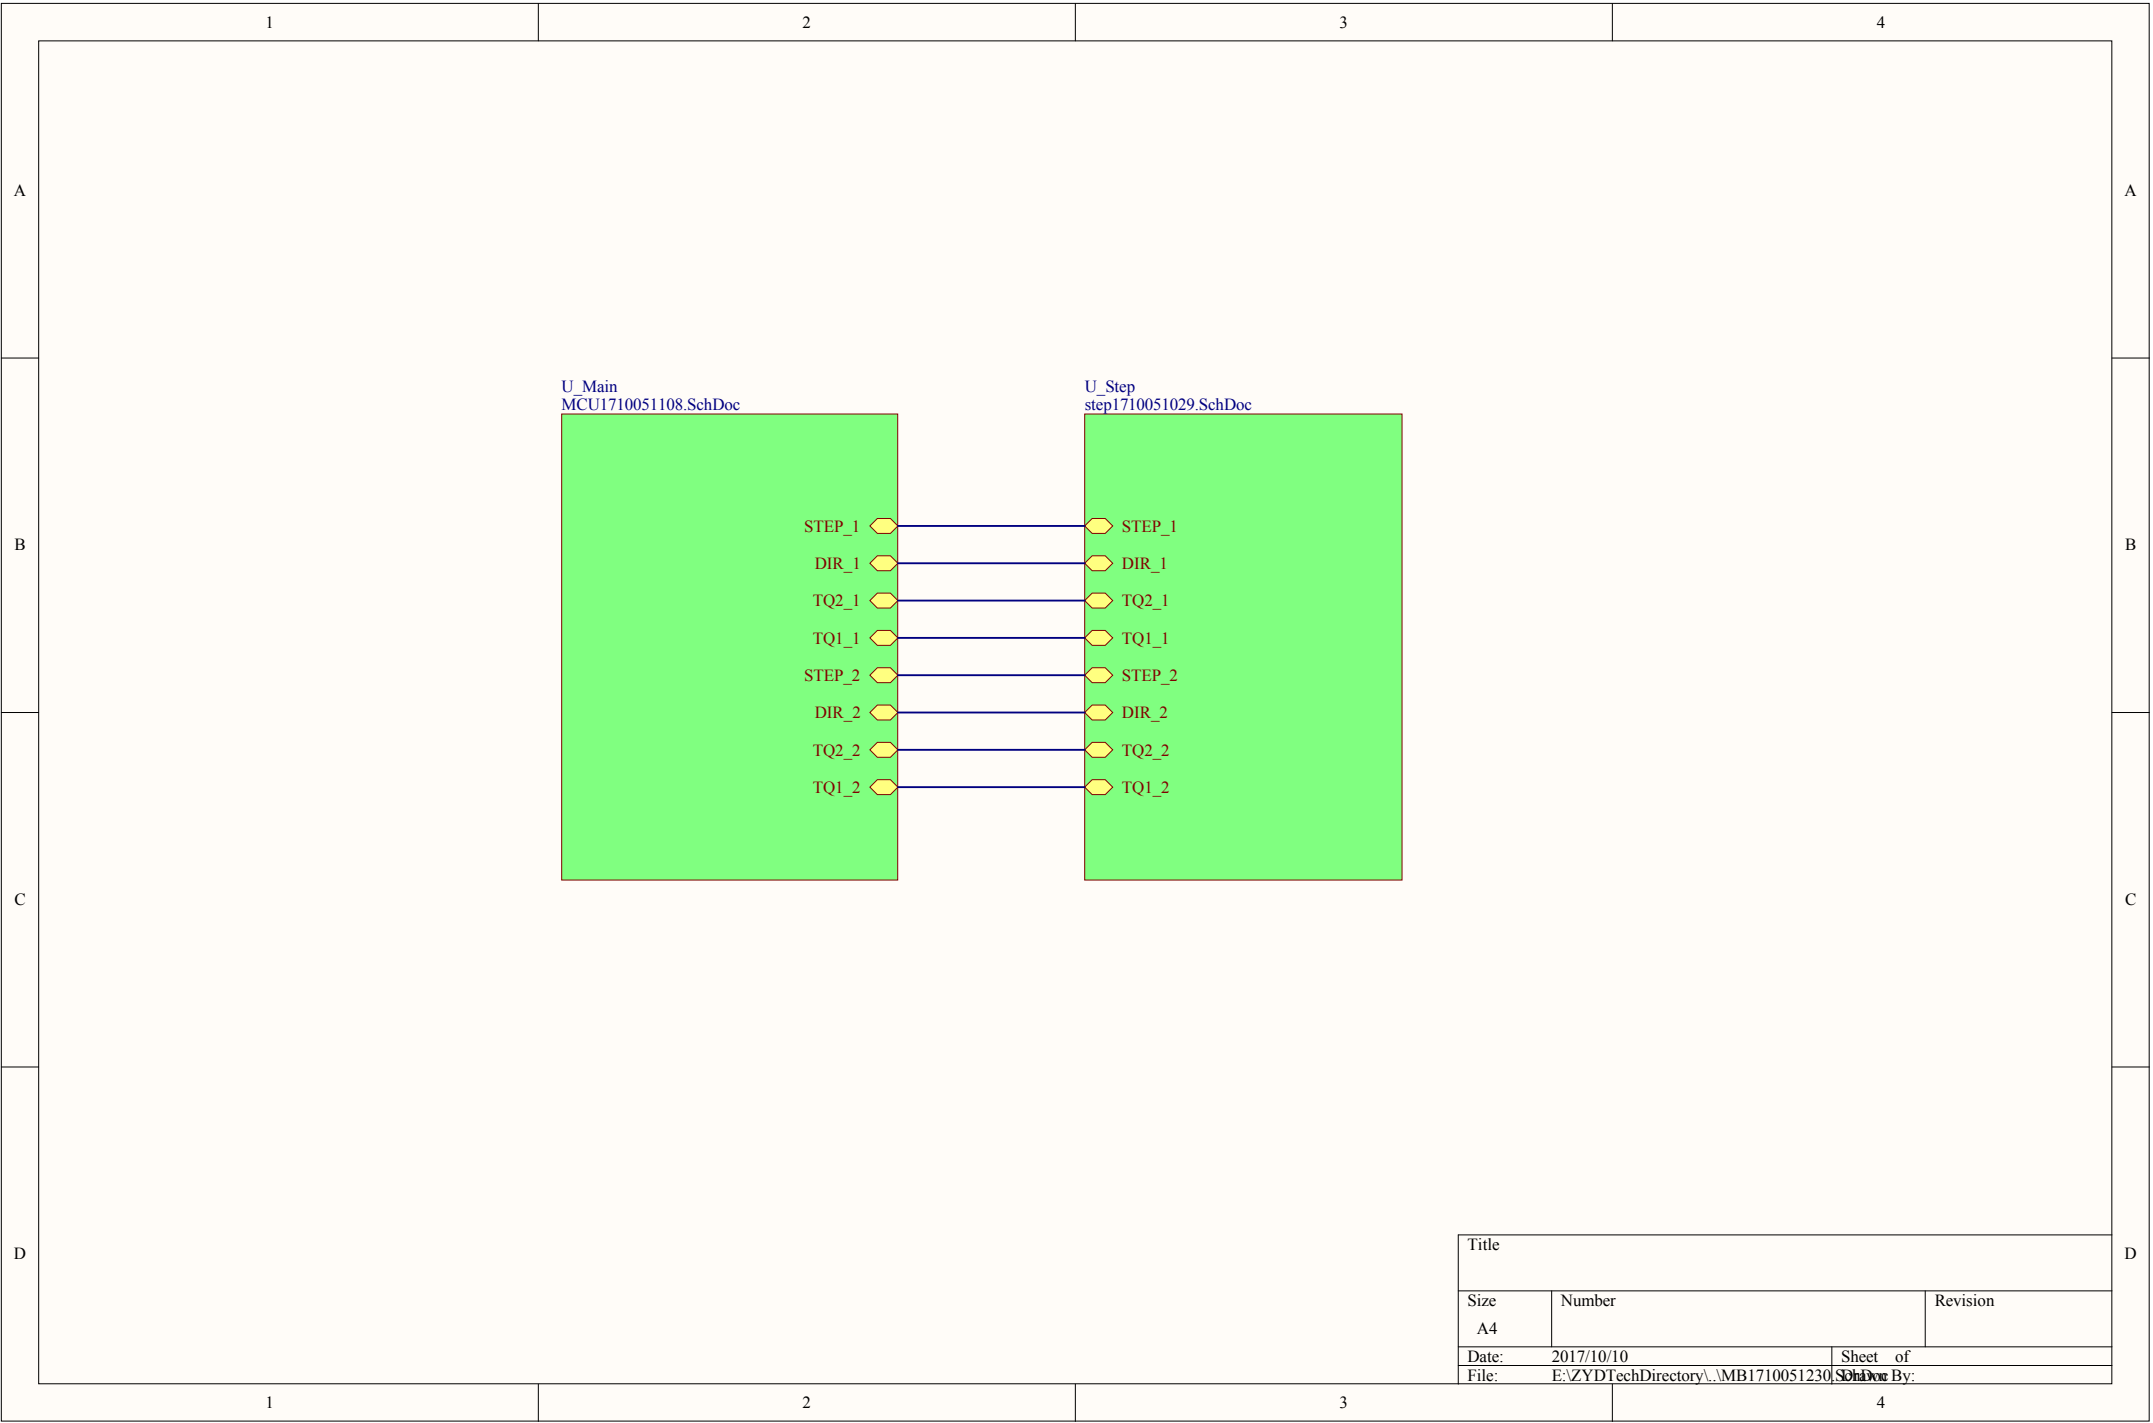 1 2 3 4
A A
U_Main U_Step
MCU1710051108.SchDoc step1710051029.SchDoc
STEP_1 STEP_1
B B
DIR_1 DIR_1
TQ2_1 TQ2_1
TQ1_1 TQ1_1
STEP_2 STEP_2
DIR_2 DIR_2
TQ2_2 TQ2_2
TQ1_2 TQ1_2
C C
D D
Title
Size Number Revision
A4
Date: 2017/10/10 Sheet of
File: E:\ZYDTechDirectory\..\MB1710051230.SchDoc Drawn By:
1 2 3 4